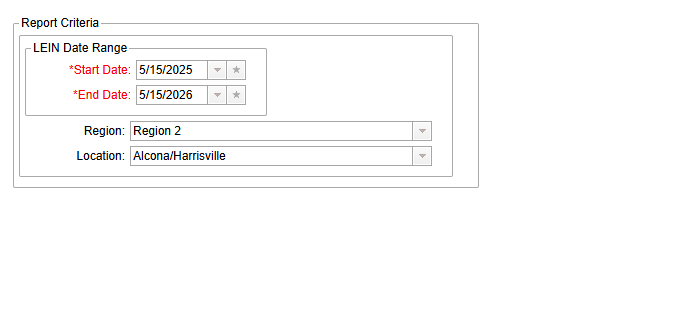 Report Criteria
LEIN Date Range
*Start Date: 5/15/2025
*End Date: 5/15/2026
Region: Region 2
Location: Alcona/Harrisville